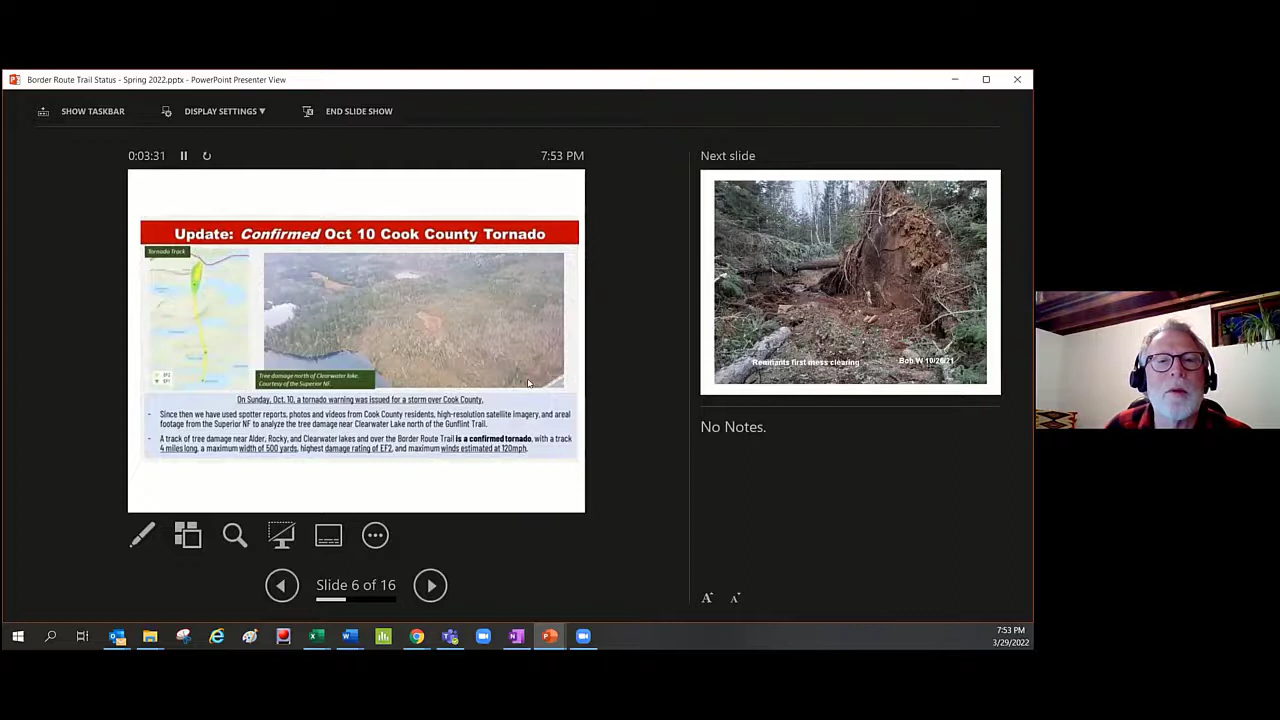 Border Route Trail Status - Spring 2022.pptx - PowerPoint Presenter View
SHOW TASKBAR
DISPLAY SETTINGS ▼
END SLIDE SHOW
0:03:31
7:53 PM
Update: Confirmed Oct 10 Cook County Tornado
Tornado Track
EF2
EF1
Tree damage north of Clearwater lake.
Courtesy of the Superior NF.
On Sunday, Oct. 10, a tornado warning was issued for a storm over Cook County.
- Since then we have used spotter reports, photos and videos from Cook County residents, high-resolution satellite imagery, and areal
footage from the Superior NF to analyze the tree damage near Clearwater Lake north of the Gunflint Trail.
- A track of tree damage near Alder, Rocky, and Clearwater lakes and over the Border Route Trail is a confirmed tornado, with a track
4 miles long, a maximum width of 500 yards, highest damage rating of EF2, and maximum winds estimated at 120mph.
Slide 6 of 16
Next slide
Remnants first mess clearing
Bob W 10/26/21
No Notes.
7:53 PM
3/29/2022